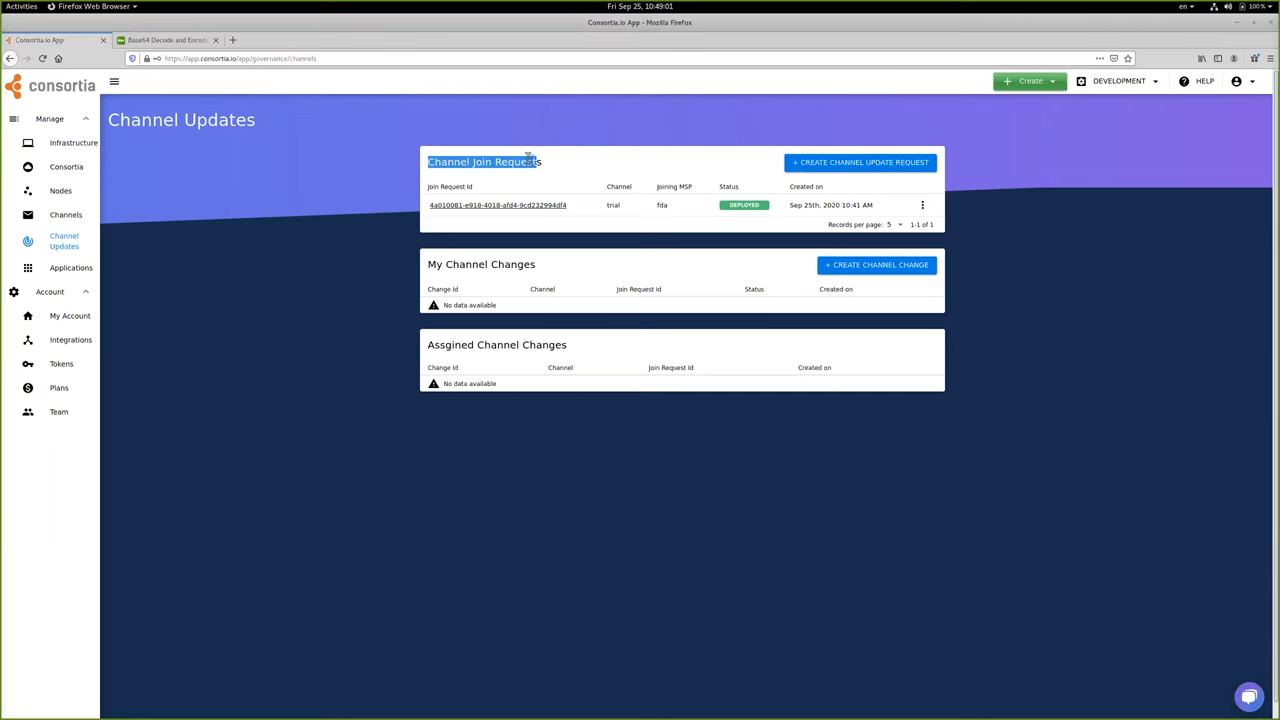 Activities Firefox Web Browser Fri Sep 25, 10:49:01 en 100%
Consortia.io App - Mozilla Firefox
Consortia.io App Base64 Decode and Encod
https://app.consortia.io/app/governance/channels
consortia Create DEVELOPMENT HELP
Channel Updates
Manage
Infrastructure
Consortia
Nodes
Channels
Channel
Updates
Applications
Account
My Account
Integrations
Tokens
Plans
Team
Channel Join Requests + CREATE CHANNEL UPDATE REQUEST
Join Request Id Channel Joining MSP Status Created on
4a010081-e918-4018-afd4-9cd232994df4 trial fda DEPLOYED Sep 25th, 2020 10:41 AM
Records per page: 5 1-1 of 1
My Channel Changes + CREATE CHANNEL CHANGE
Change Id Channel Join Request Id Status Created on
No data available
Assgined Channel Changes
Change Id Channel Join Request Id Created on
No data available